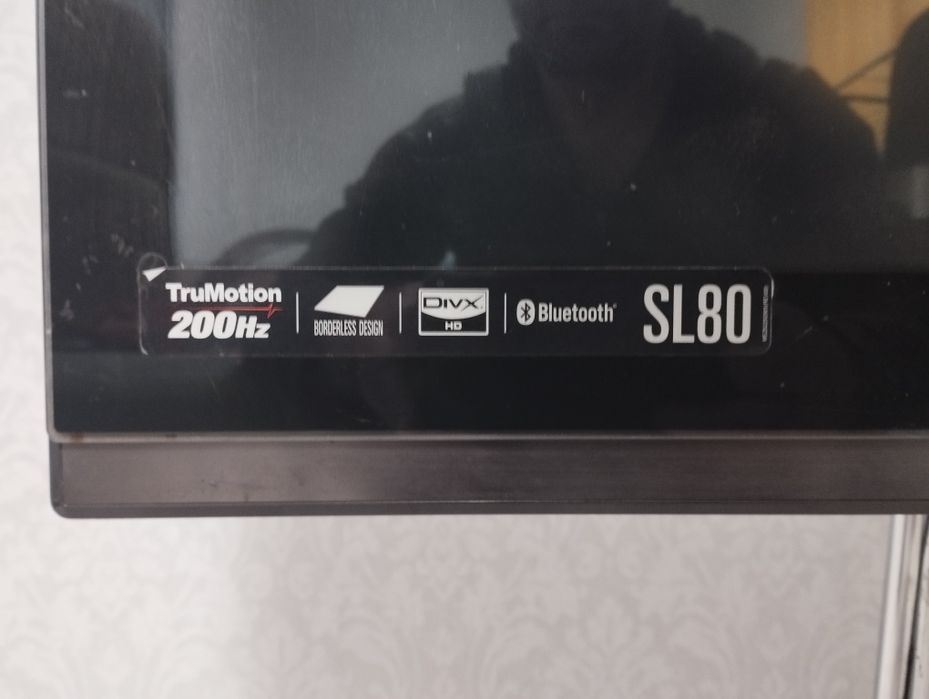 TruMotion
200Hz
BORDERLESS DESIGN
DIVX
HD
Bluetooth®
SL80